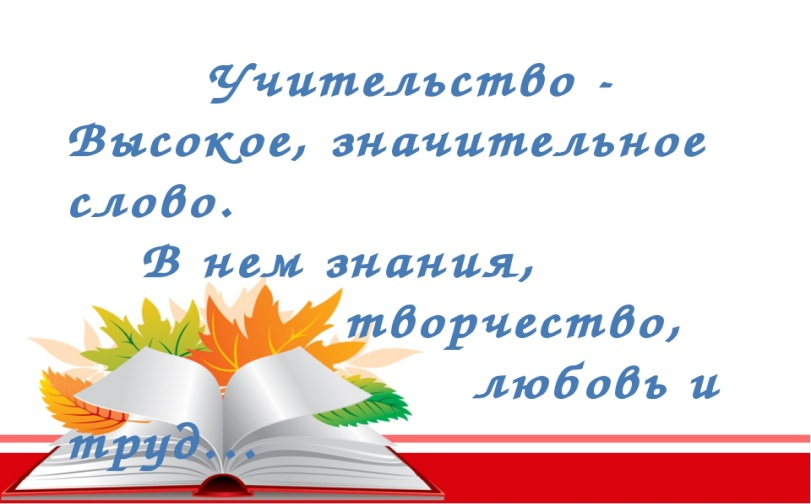 Учительство -
Высокое, значительное
слово.
В нем знания,
творчество,
любовь и
труд...